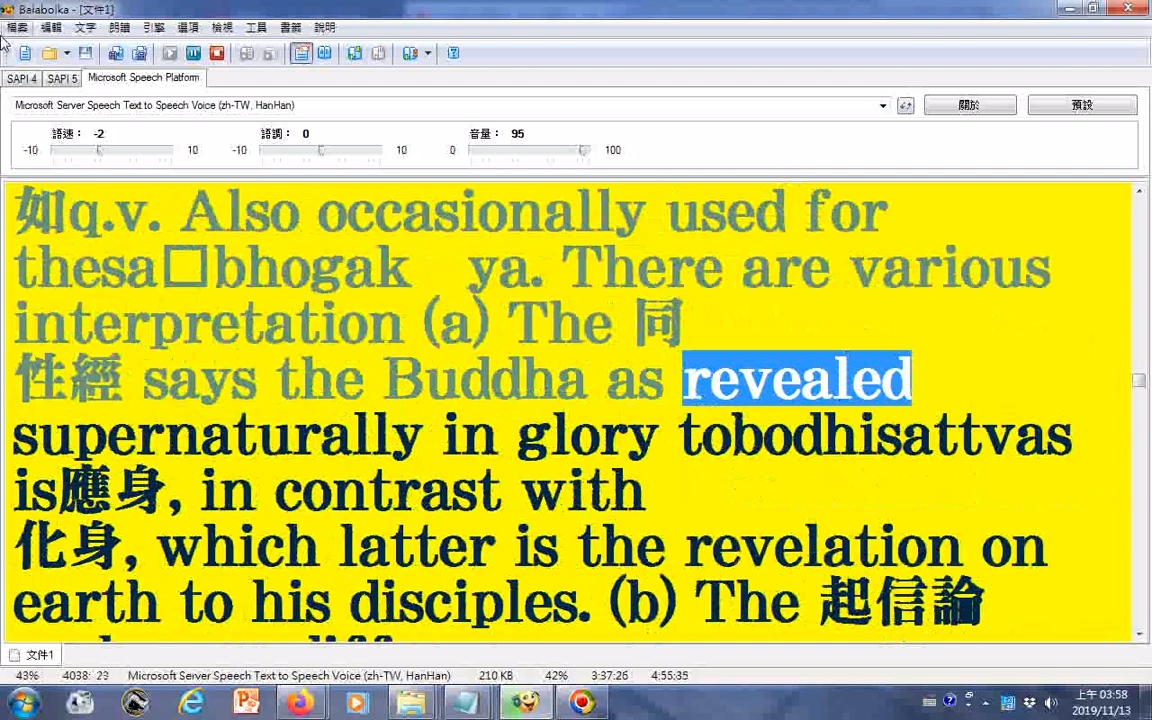 Balabolka - [文件1]
檔案 編輯 文字 朗讀 引擎 選項 檢視 工具 書籤 說明
SAPI 4 SAPI 5 Microsoft Speech Platform
Microsoft Server Speech Text to Speech Voice (zh-TW, HanHan) 關於 預設
語速： -2 語調： 0 音量： 95
-10 10 -10 10 0 100
如q.v. Also occasionally used for
thesa□bhogak ya. There are various
interpretation (a) The 同
性經 says the Buddha as revealed
supernaturally in glory tobodhisattvas
is應身, in contrast with
化身, which latter is the revelation on
earth to his disciples. (b) The 起信論
文件1
43% 4038: 23 Microsoft Server Speech Text to Speech Voice (zh-TW, HanHan) 210 KB 42% 3:37:26 4:55:35
上午 03:58
2019/11/13